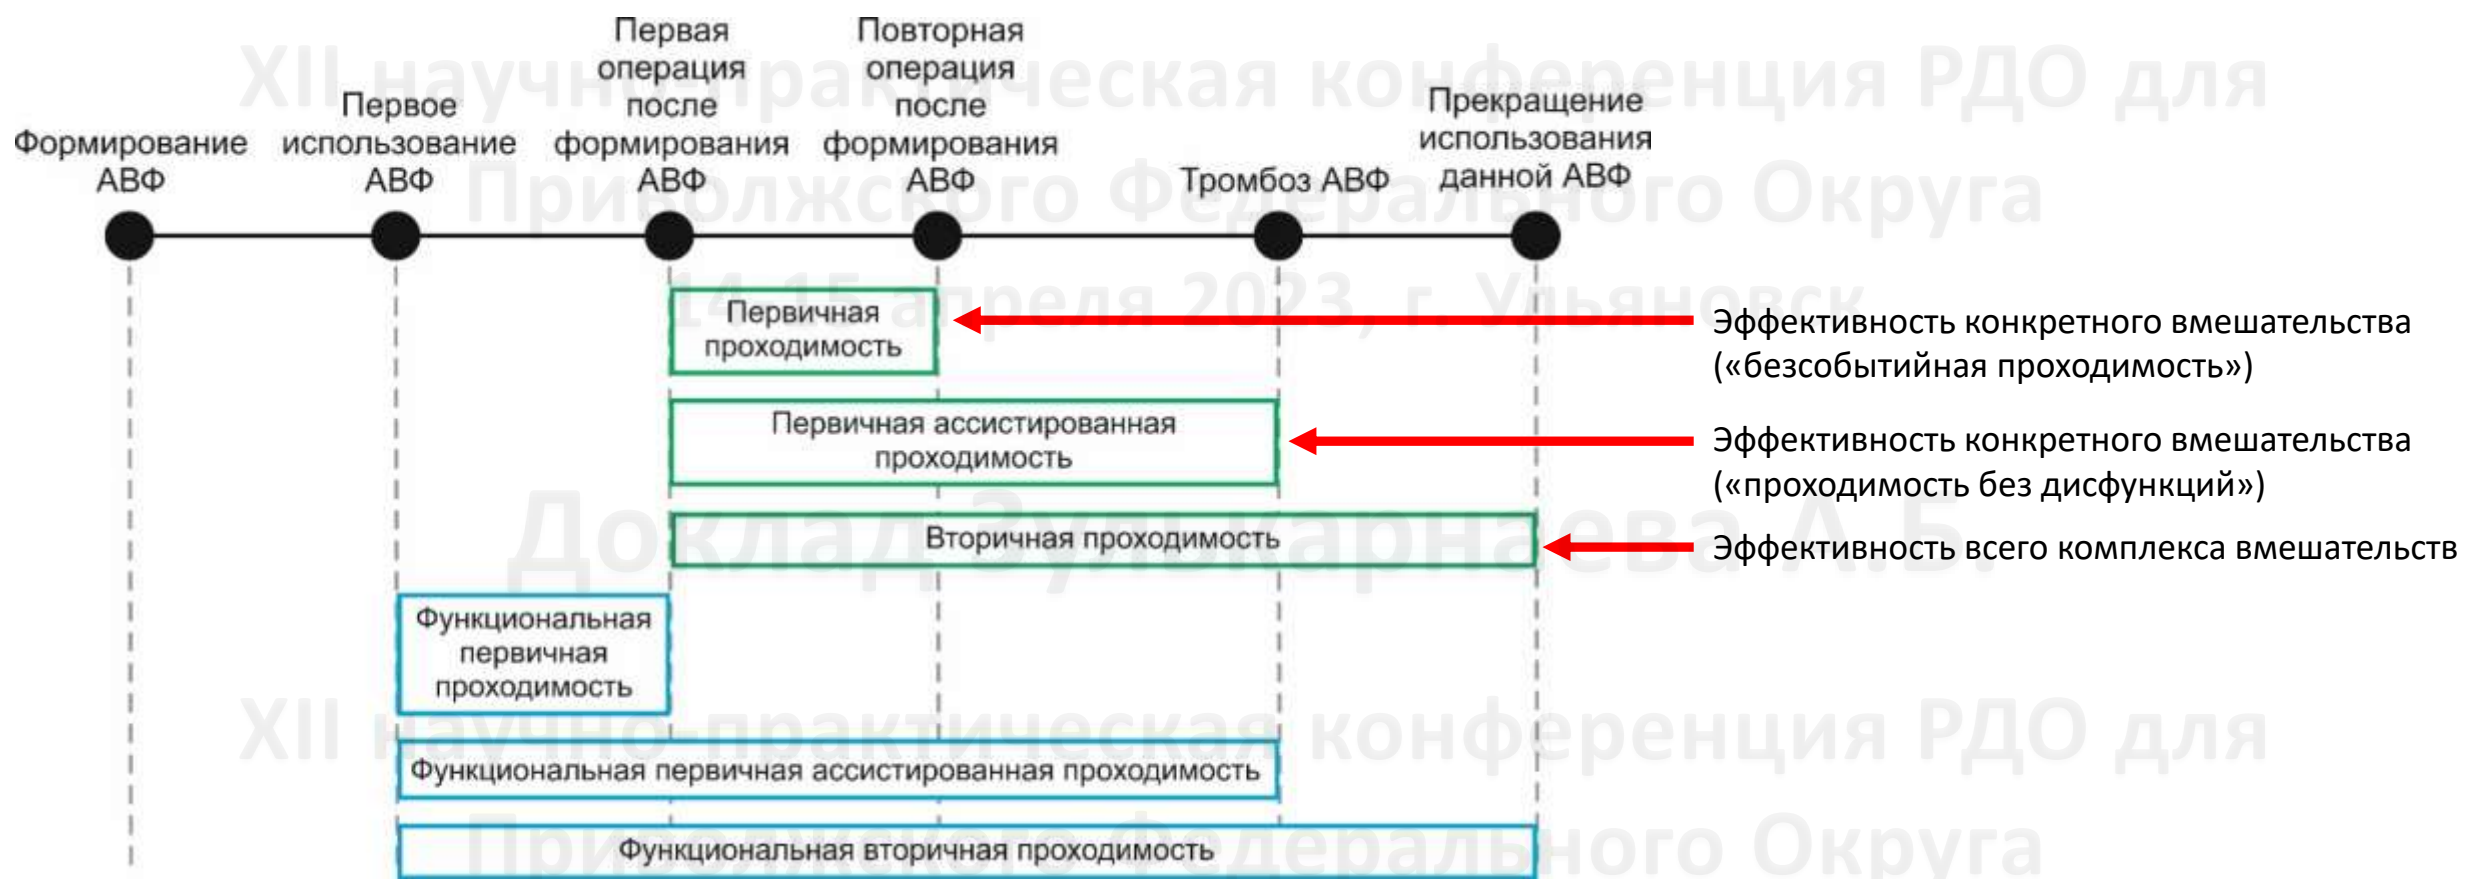 XII научно-практическая конференция РДО для
Приволжского Федерального Округа
14-15 апреля 2023, г. Ульяновск
Доклад Зулькарнаева А.Б.
XII научно-практическая конференция РДО для
Приволжского Федерального Округа
Формирование
АВФ
Первое
использование
АВФ
Первая
операция
после
формирования
АВФ
Повторная
операция
после
формирования
АВФ
Тромбоз АВФ
Прекращение
использования
данной АВФ
Первичная
проходимость
Эффективность конкретного вмешательства
(«безсобытийная проходимость»)
Первичная ассистированная
проходимость
Эффективность конкретного вмешательства
(«проходимость без дисфункций»)
Вторичная проходимость
Эффективность всего комплекса вмешательств
Функциональная
первичная
проходимость
Функциональная первичная ассистированная проходимость
Функциональная вторичная проходимость